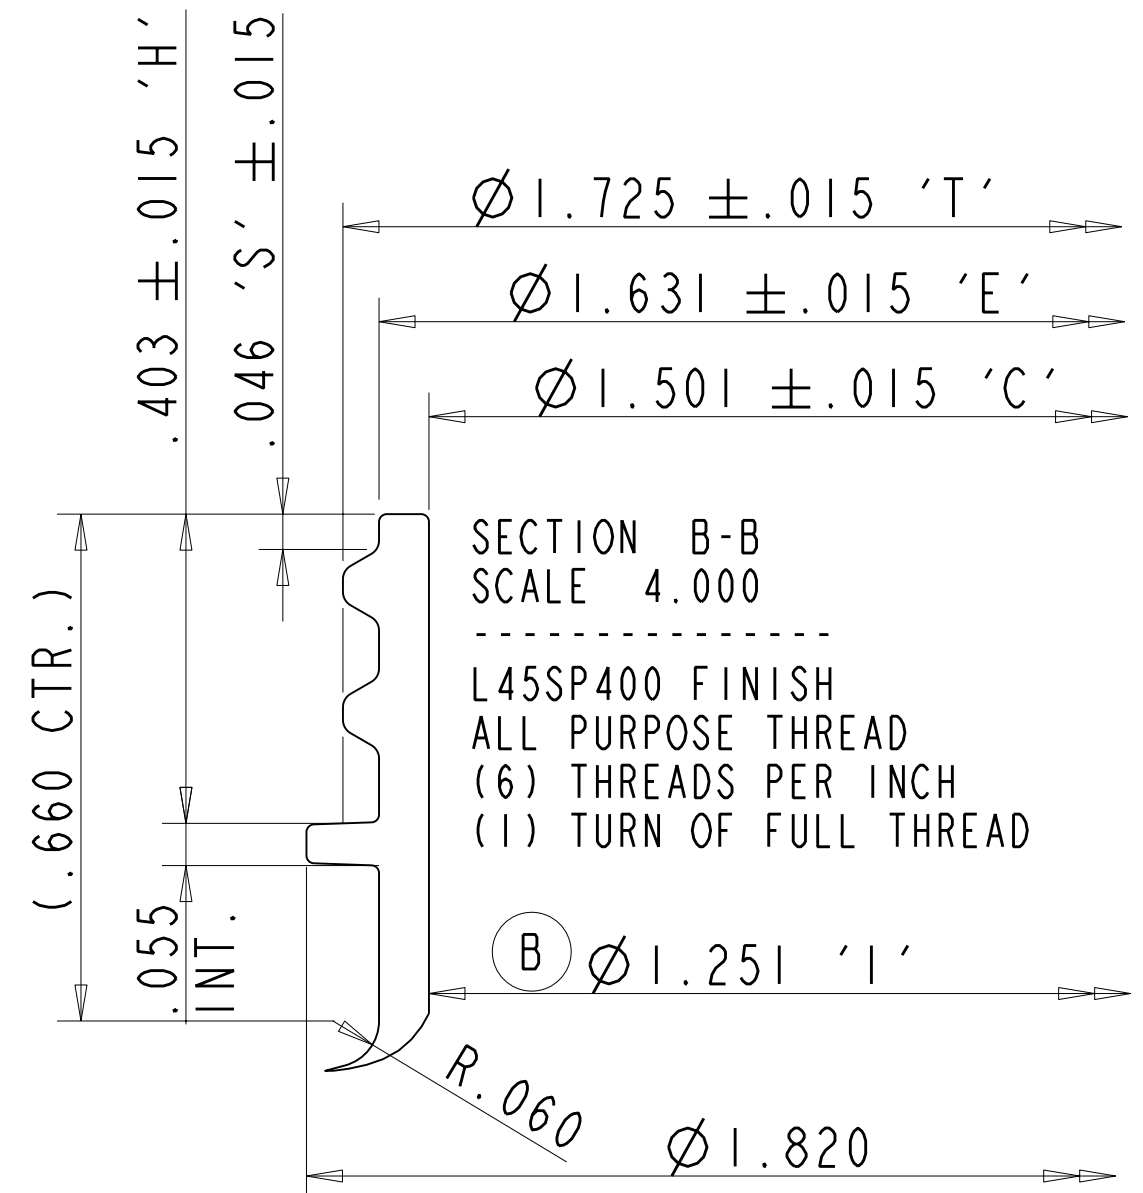 .403 ±.015 'H'
.046 'S' ±.015
Ø1.725 ±.015 'T'
Ø1.631 ±.015 'E'
Ø1.501 ±.015 'C'
SECTION B-B
SCALE 4.000
---------------
L45SP400 FINISH
ALL PURPOSE THREAD
(6) THREADS PER INCH
(1) TURN OF FULL THREAD
(.660 CTR.)
.055
INT.
B Ø1.251 'I'
R.060
Ø1.820